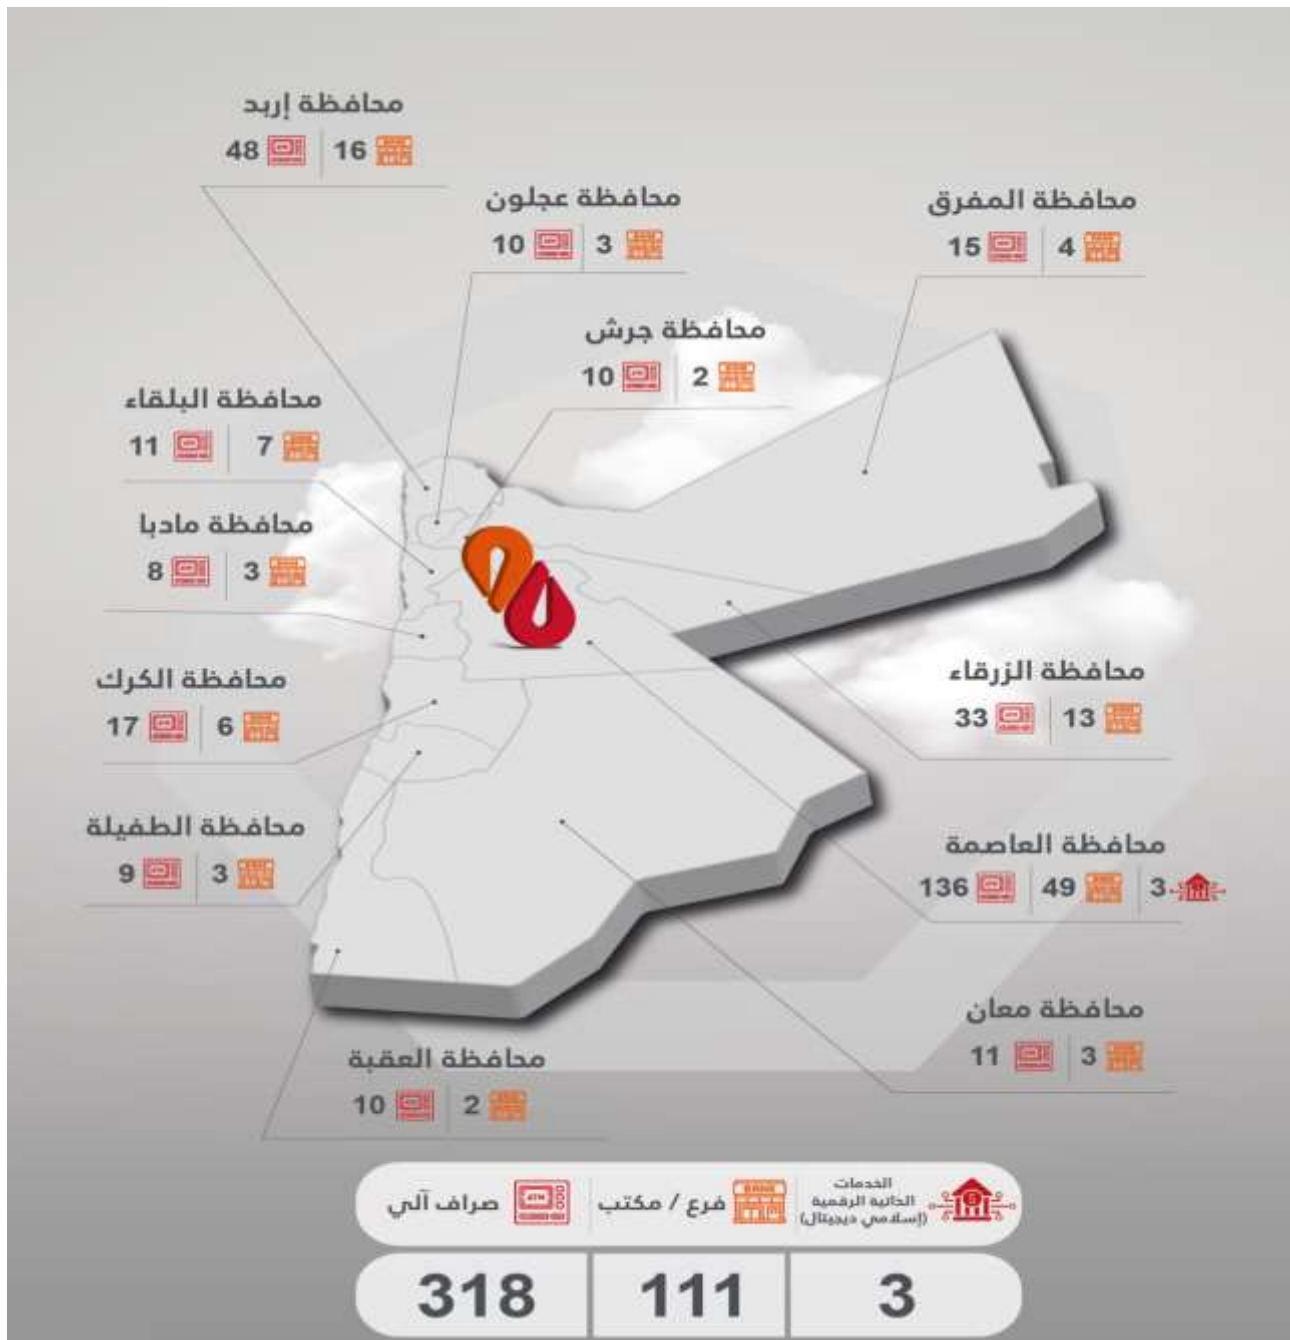 محافظة إربد
16 48
محافظة عجلون
3 10
محافظة المفرق
4 15
محافظة جرش
2 10
محافظة البلقاء
7 11
محافظة مادبا
3 8
محافظة الكرك
6 17
محافظة الزرقاء
13 33
محافظة الطفيلة
3 9
محافظة العاصمة
3 49 136
محافظة معان
3 11
محافظة العقبة
2 10
الخدمات
الذاتية الرقمية
(إسلامي ديجيتال)
BANK فرع / مكتب
ATM صراف آلي
3 111 318